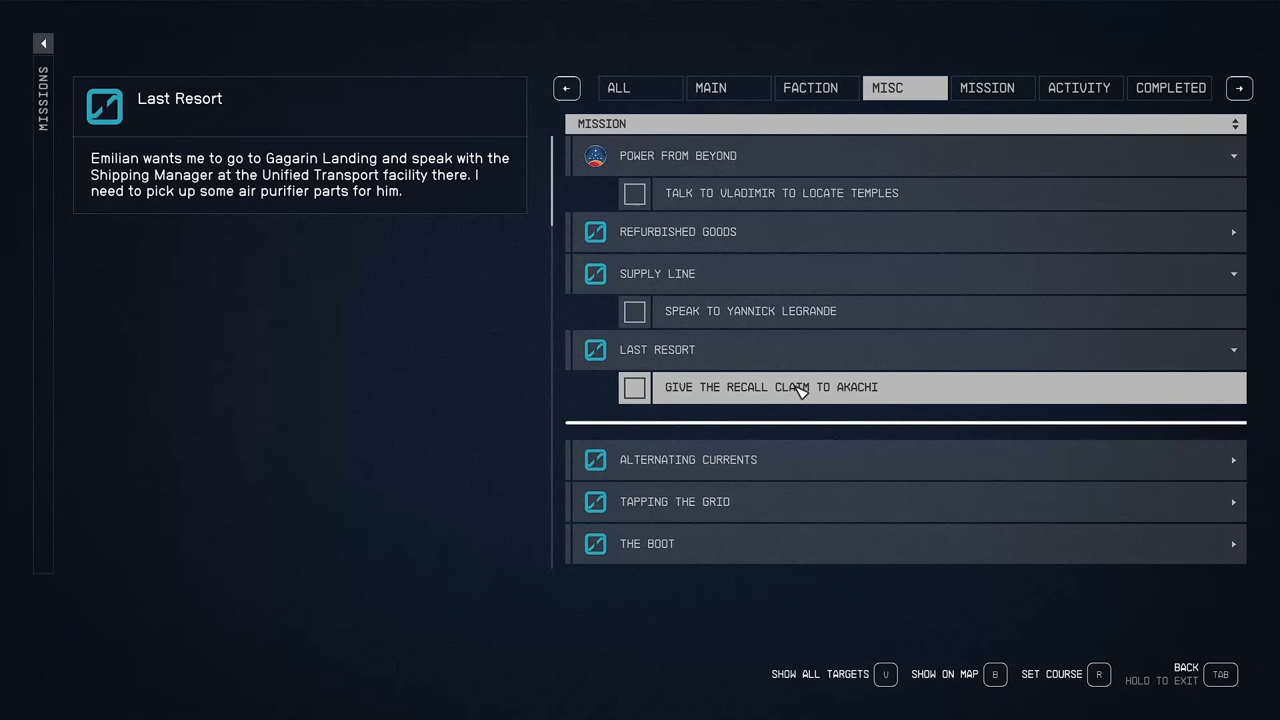 MISSIONS
Last Resort
Emilian wants me to go to Gagarin Landing and speak with the
Shipping Manager at the Unified Transport facility there. I
need to pick up some air purifier parts for him.
ALL
MAIN
FACTION
MISC
MISSION
ACTIVITY
COMPLETED
MISSION
POWER FROM BEYOND
TALK TO VLADIMIR TO LOCATE TEMPLES
REFURBISHED GOODS
SUPPLY LINE
SPEAK TO YANNICK LEGRANDE
LAST RESORT
GIVE THE RECALL CLAIM TO AKACHI
ALTERNATING CURRENTS
TAPPING THE GRID
THE BOOT
SHOW ALL TARGETS V
SHOW ON MAP B
SET COURSE R
BACK
HOLD TO EXIT
TAB